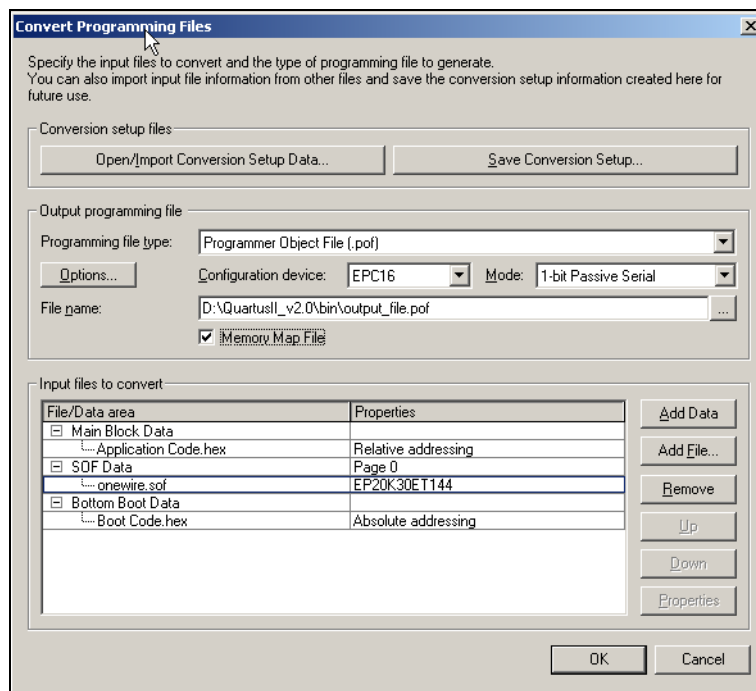 Convert Programming Files
Specify the input files to convert and the type of programming file to generate.
You can also import input file information from other files and save the conversion setup information created here for
future use.
Conversion setup files
Open/Import Conversion Setup Data...
Save Conversion Setup...
Output programming file
Programming file type:
Programmer Object File (.pof)
Options...
Configuration device:
EPC16
Mode:
1-bit Passive Serial
File name:
D:\QuartusII_v2.0\bin\output_file.pof
...
Memory Map File
Input files to convert
File/Data area
Properties
Main Block Data
Application Code.hex
Relative addressing
SOF Data
Page 0
onewire.sof
EP20K30ET144
Bottom Boot Data
Boot Code.hex
Absolute addressing
Add Data
Add File...
Remove
Up
Down
Properties
OK
Cancel